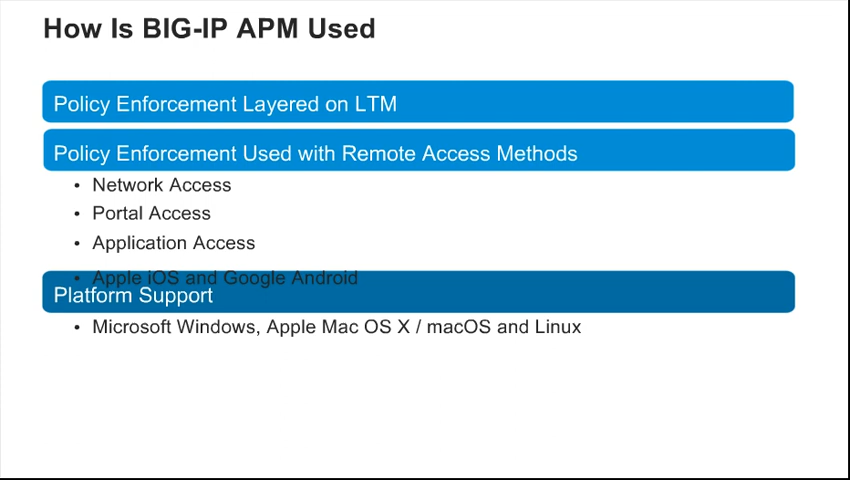 How Is BIG-IP APM Used
Policy Enforcement Layered on LTM
Policy Enforcement Used with Remote Access Methods
• Network Access
• Portal Access
• Application Access
• Apple iOS and Google Android
Platform Support
• Microsoft Windows, Apple Mac OS X / macOS and Linux